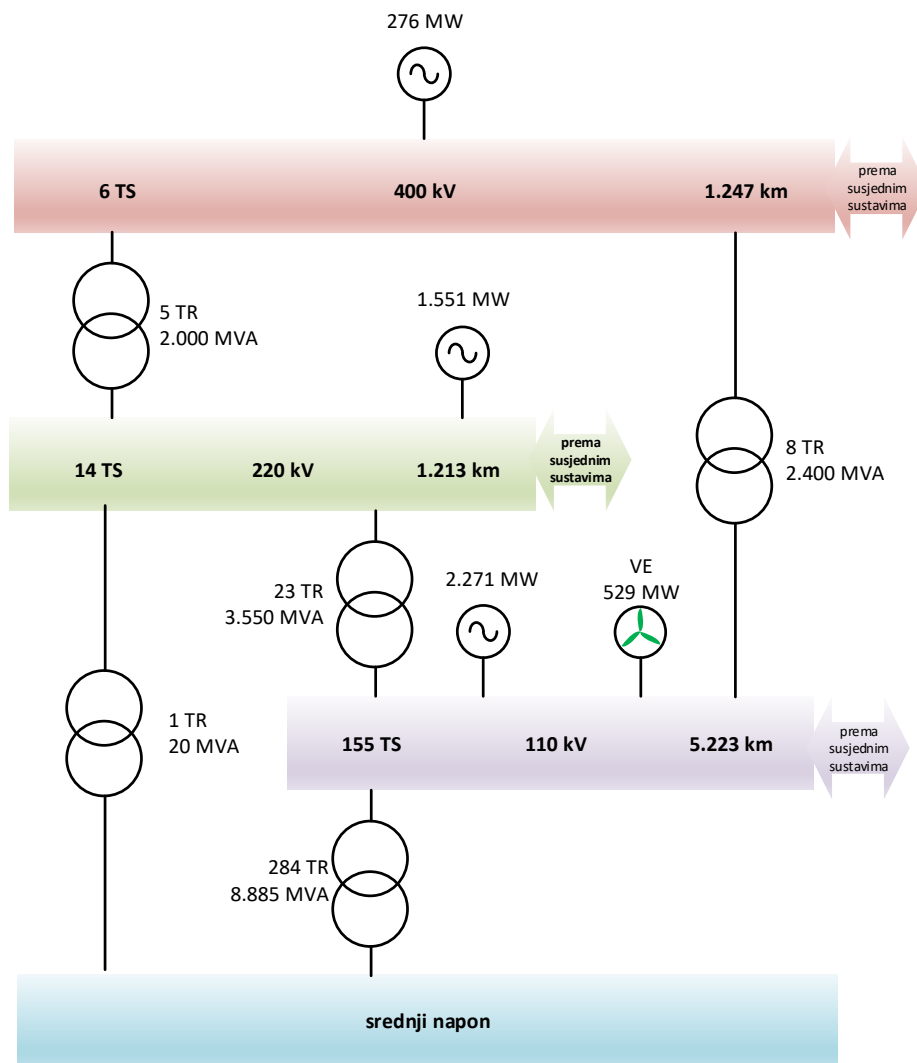 276 MW
6 TS
400 kV
1.247 km
prema
susjednim
sustavima
5 TR
2.000 MVA
1.551 MW
14 TS
220 kV
1.213 km
prema
susjednim
sustavima
8 TR
2.400 MVA
23 TR
3.550 MVA
2.271 MW
VE
529 MW
1 TR
20 MVA
155 TS
110 kV
5.223 km
prema
susjednim
sustavima
284 TR
8.885 MVA
srednji napon